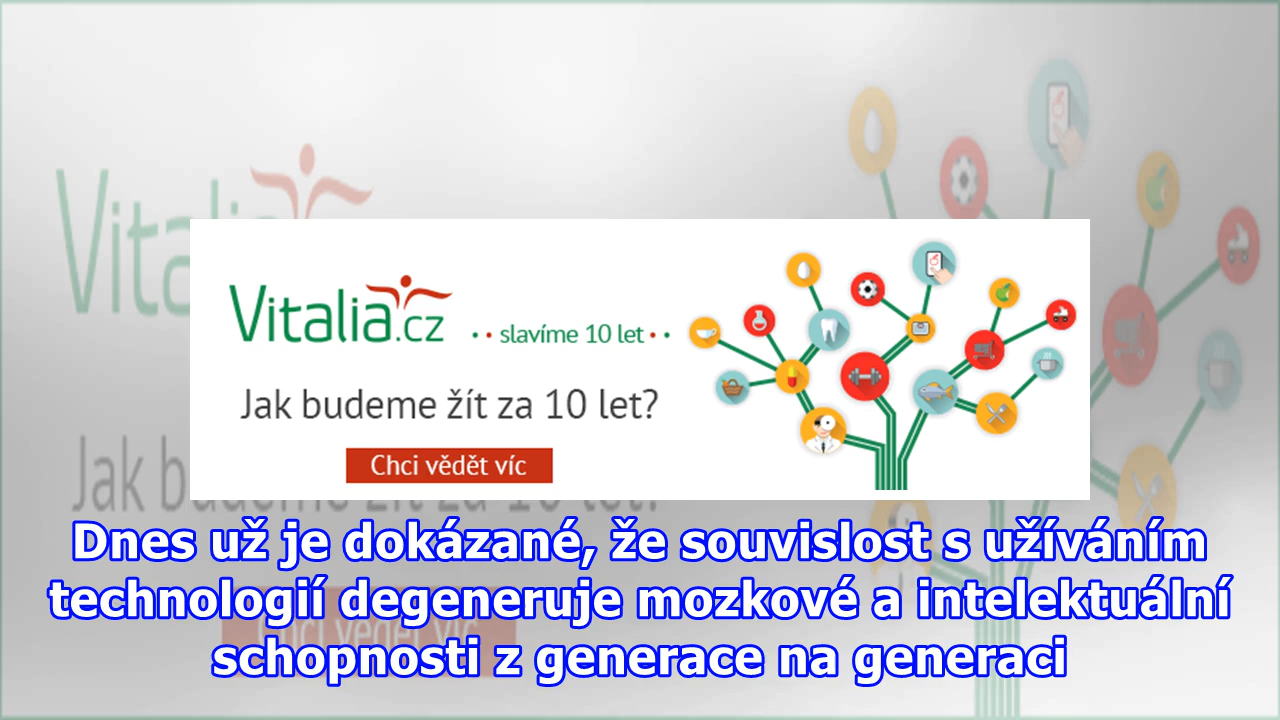 Vitalia.cz
slavíme 10 let
Jak budeme žít za 10 let?
Chci vědět víc
Dnes už je dokázané, že souvislost s užíváním
technologií degeneruje mozkové a intelektuální
schopnosti z generace na generaci